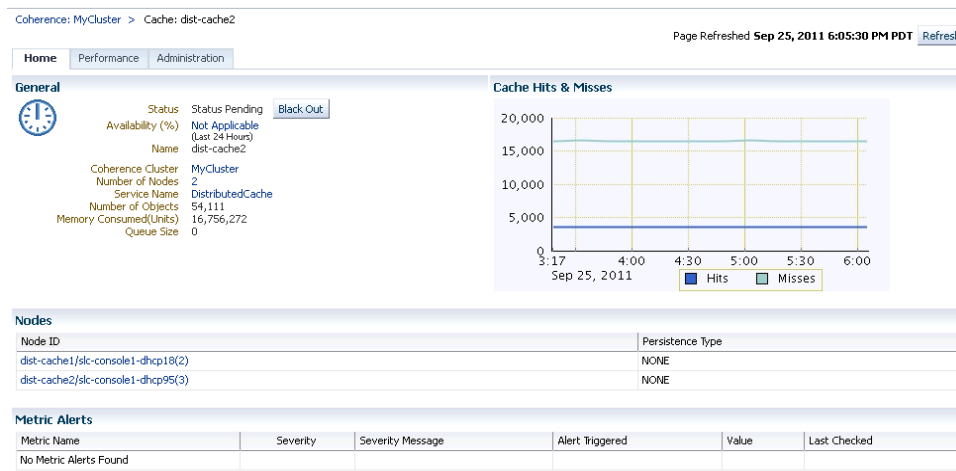 Coherence: MyCluster > Cache: dist-cache2
Page Refreshed Sep 25, 2011 6:05:30 PM PDT Refresh
Home Performance Administration
General
Status Status Pending Black Out
Availability (%) Not Applicable
(Last 24 Hours)
Name dist-cache2
Coherence Cluster MyCluster
Number of Nodes 2
Service Name DistributedCache
Number of Objects 54,111
Memory Consumed(Units) 16,756,272
Queue Size 0
Cache Hits & Misses
20,000
15,000
10,000
5,000
0
3:17 4:00 4:30 5:00 5:30 6:00
Sep 25, 2011
Hits Misses
Nodes
Node ID Persistence Type
dist-cache1/slc-console1-dhcp18(2) NONE
dist-cache2/slc-console1-dhcp95(3) NONE
Metric Alerts
Metric Name Severity Severity Message Alert Triggered Value Last Checked
No Metric Alerts Found